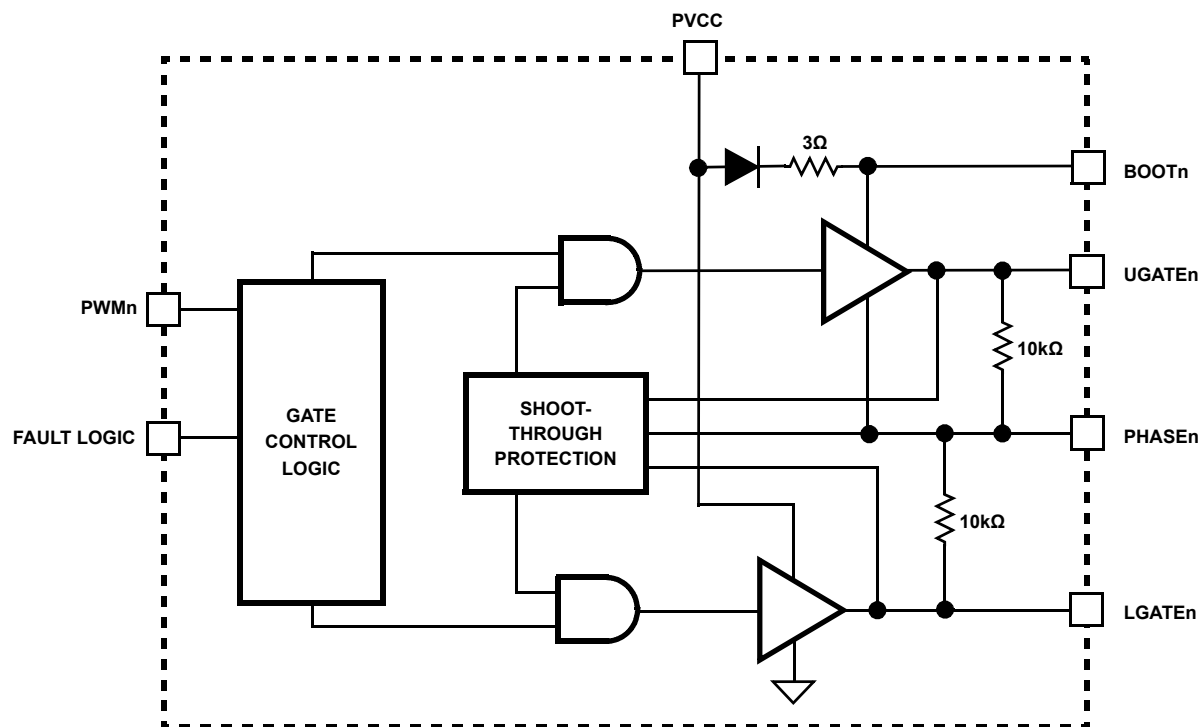 PVCC
3Ω
BOOTn
UGATEn
PWMn
10kΩ
GATE
CONTROL
LOGIC
SHOOT-
THROUGH
PROTECTION
FAULT LOGIC
PHASEn
10kΩ
LGATEn